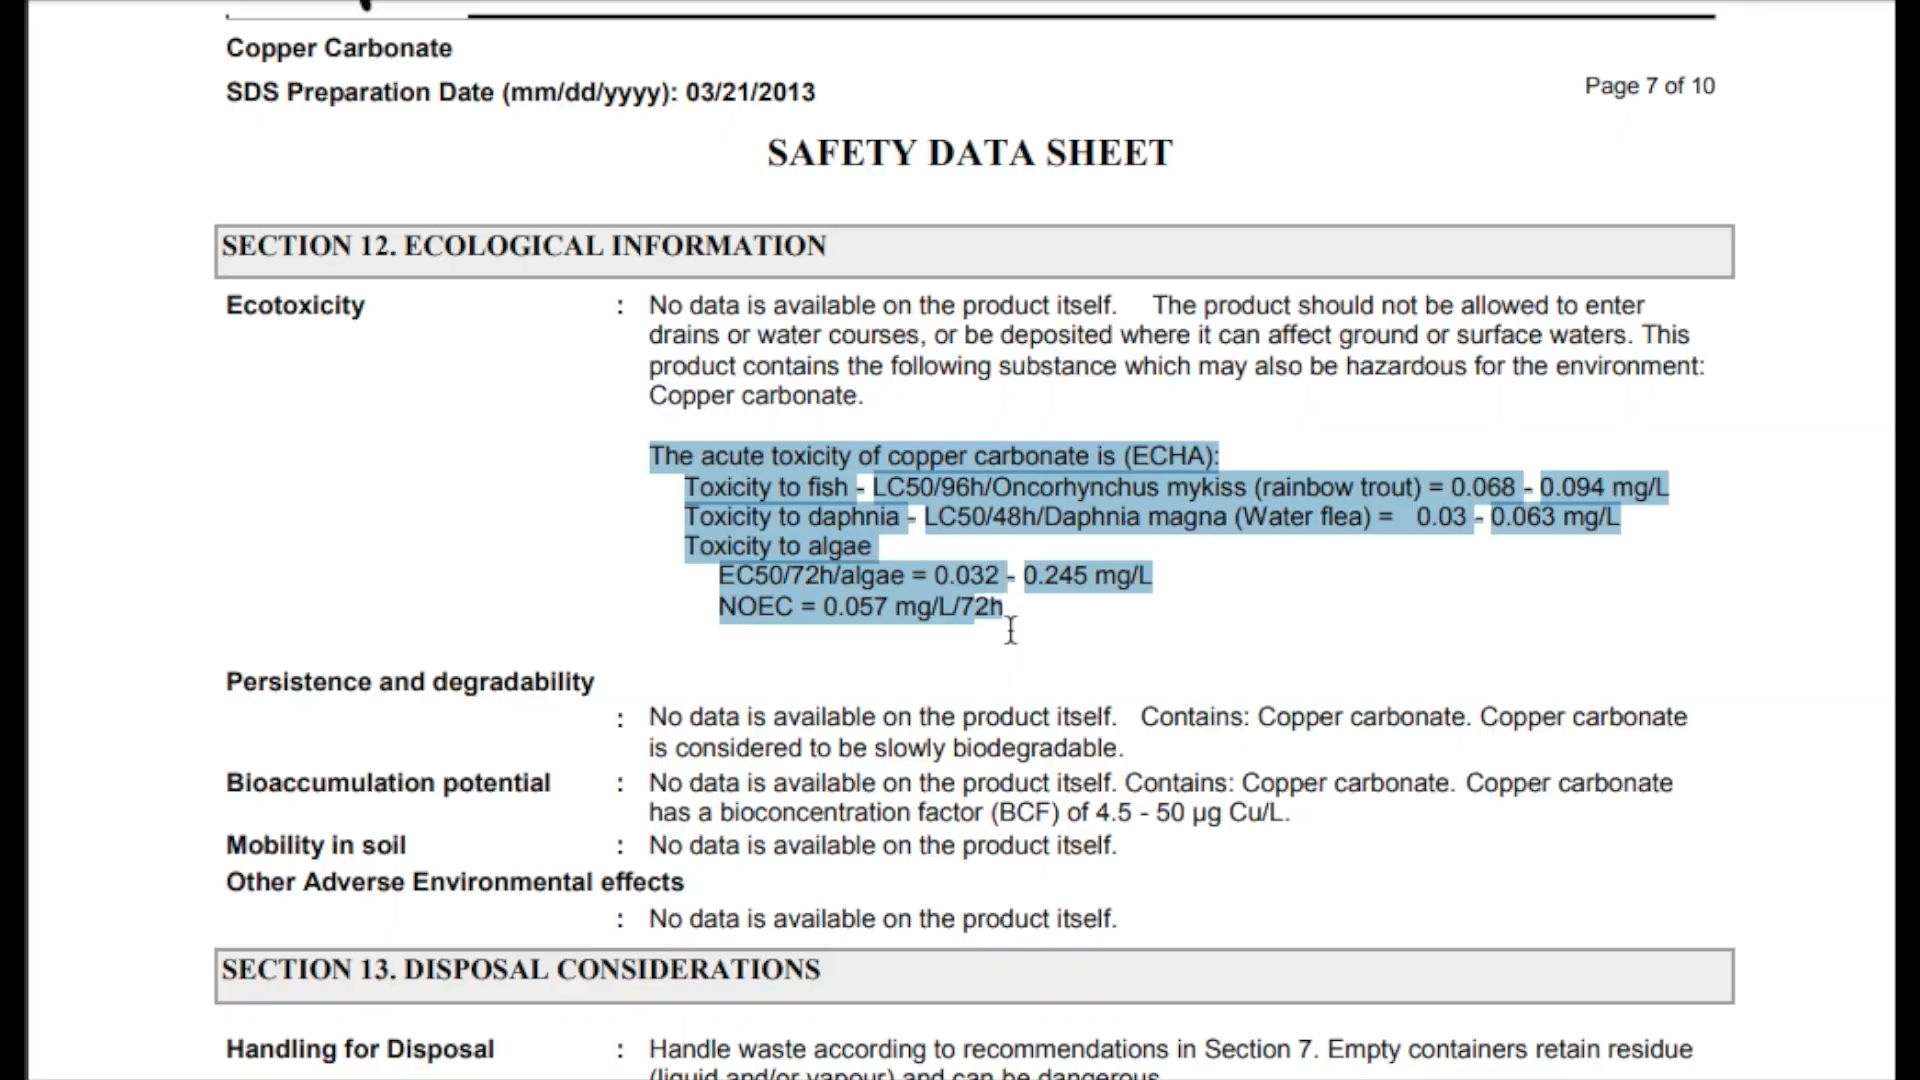 Copper Carbonate
SDS Preparation Date (mm/dd/yyyy): 03/21/2013
Page 7 of 10
SAFETY DATA SHEET
SECTION 12. ECOLOGICAL INFORMATION
Ecotoxicity : No data is available on the product itself. The product should not be allowed to enter
drains or water courses, or be deposited where it can affect ground or surface waters. This
product contains the following substance which may also be hazardous for the environment:
Copper carbonate.
The acute toxicity of copper carbonate is (ECHA):
Toxicity to fish - LC50/96h/Oncorhynchus mykiss (rainbow trout) = 0.068 - 0.094 mg/L
Toxicity to daphnia - LC50/48h/Daphnia magna (Water flea) = 0.03 - 0.063 mg/L
Toxicity to algae
EC50/72h/algae = 0.032 - 0.245 mg/L
NOEC = 0.057 mg/L/72h
Persistence and degradability
: No data is available on the product itself. Contains: Copper carbonate. Copper carbonate
is considered to be slowly biodegradable.
Bioaccumulation potential : No data is available on the product itself. Contains: Copper carbonate. Copper carbonate
has a bioconcentration factor (BCF) of 4.5 - 50 µg Cu/L.
Mobility in soil : No data is available on the product itself.
Other Adverse Environmental effects
: No data is available on the product itself.
SECTION 13. DISPOSAL CONSIDERATIONS
Handling for Disposal : Handle waste according to recommendations in Section 7. Empty containers retain residue
(liquid and/or vapour) and can be dangerous.